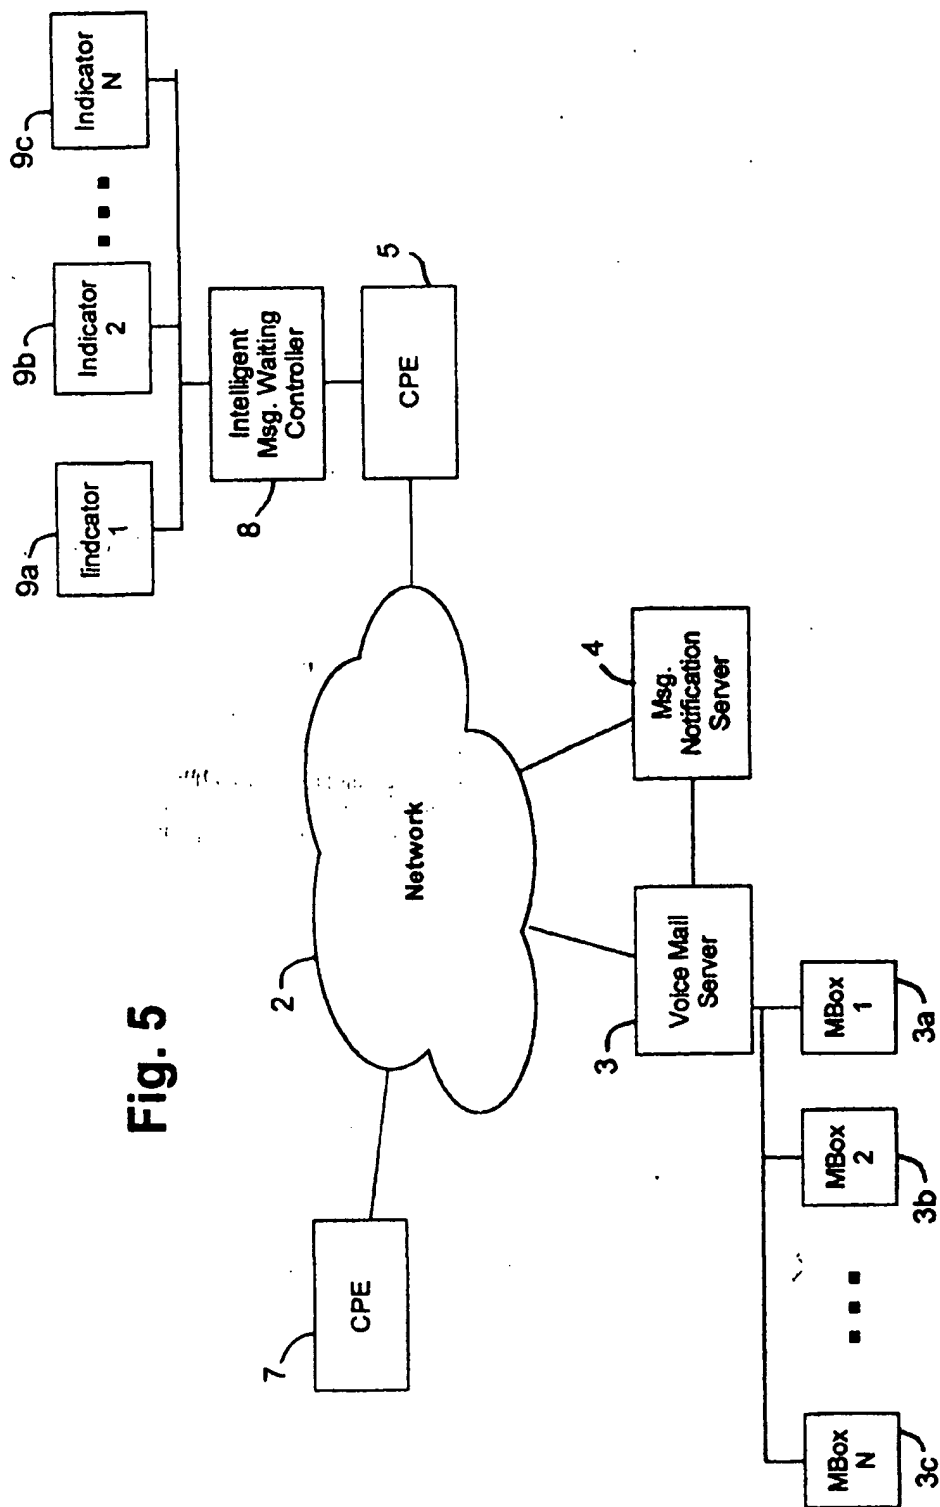 Fig. 5
7
CPE
2
Network
3
Voice Mail
Server
4
Msg.
Notification
Server
MBox
N
3c
MBox
2
3b
MBox
1
3a
5
CPE
8
Intelligent
Msg. Waiting
Controller
9a
Iindcator
1
9b
Indicator
2
9c
Indicator
N